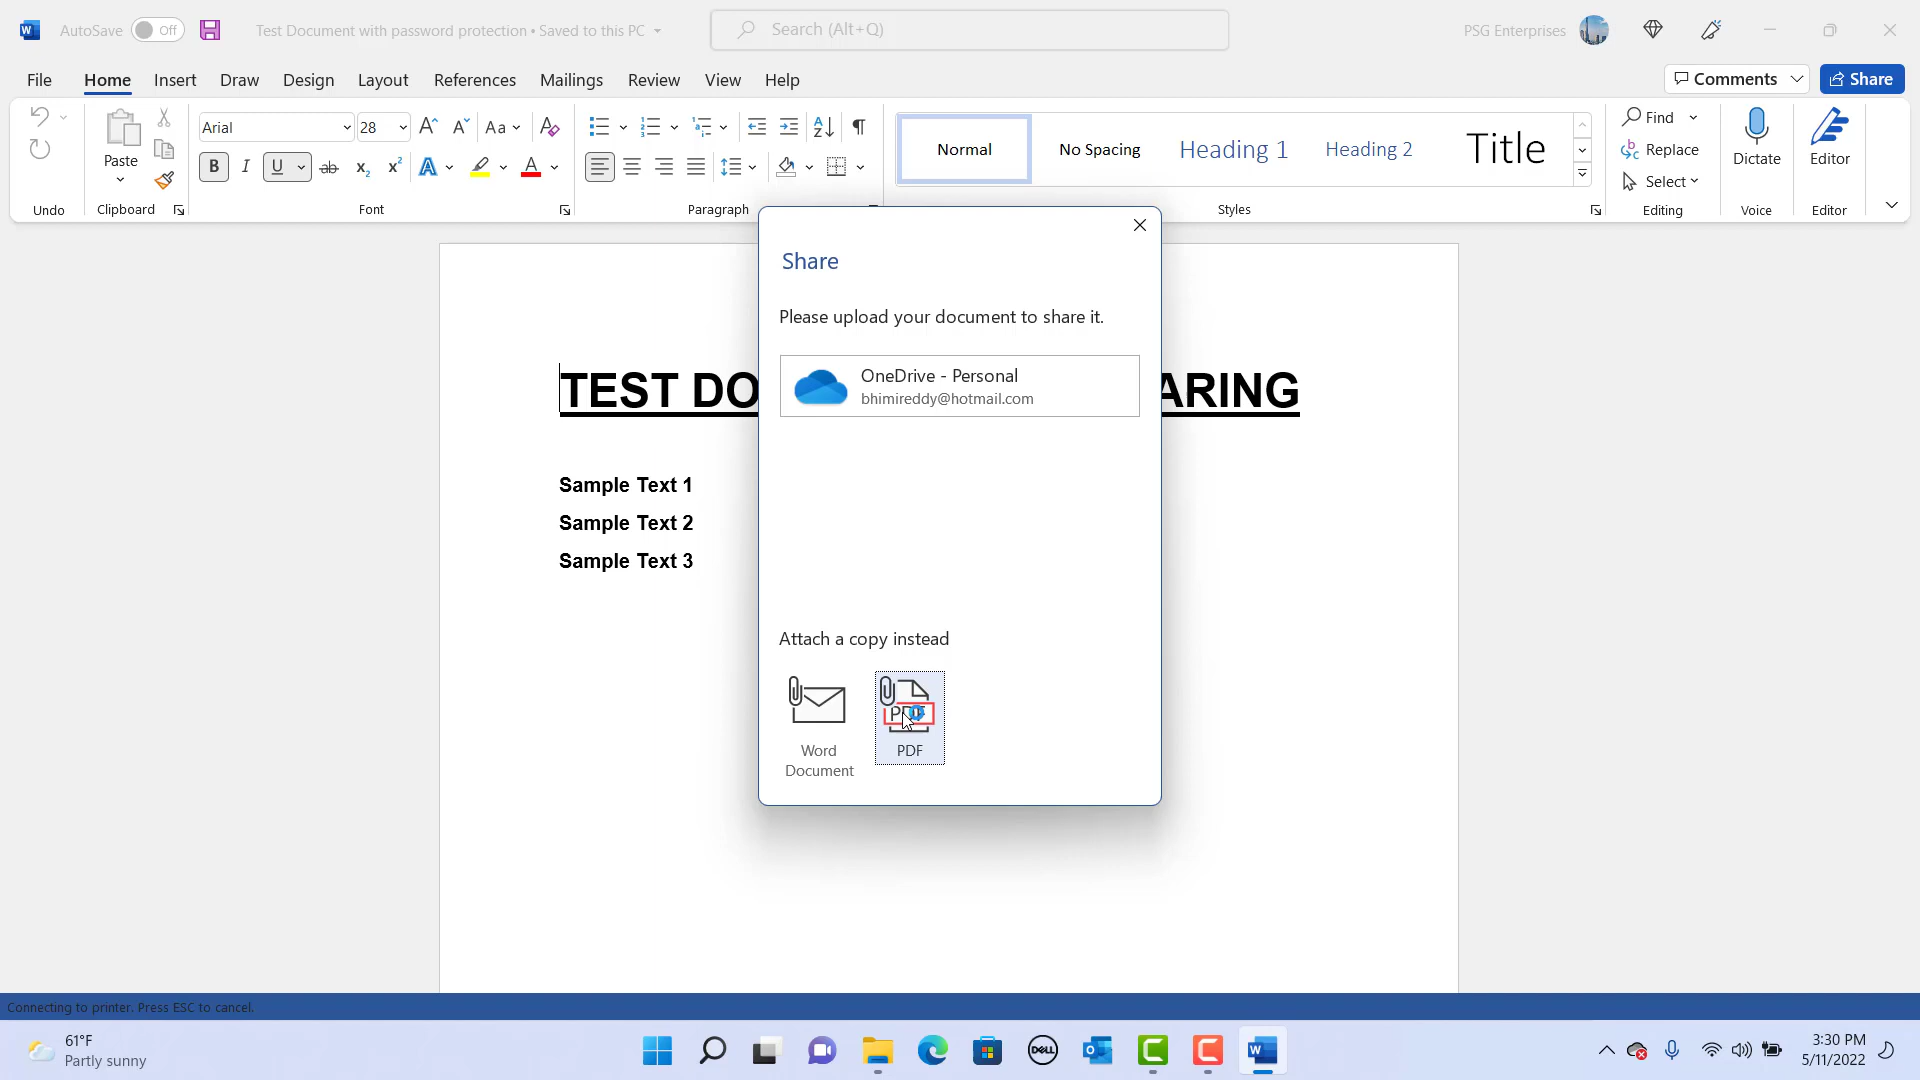 AutoSave Off Test Document with password protection • Saved to this PC Search (Alt+Q) PSG Enterprises
File Home Insert Draw Design Layout References Mailings Review View Help Comments Share
Arial 28 Aa Find
Paste Normal No Spacing Heading 1 Heading 2 Title Replace Dictate Editor
B I U ab x₂ x² A A Select
Undo Clipboard Font Paragraph Styles Editing Voice Editor
Share
Please upload your document to share it.
OneDrive - Personal
bhimireddy@hotmail.com
TEST DO ARING
Sample Text 1
Sample Text 2
Sample Text 3
Attach a copy instead
Word Document
PDF
Connecting to printer. Press ESC to cancel.
61°F
Partly sunny
DELL
3:30 PM
5/11/2022